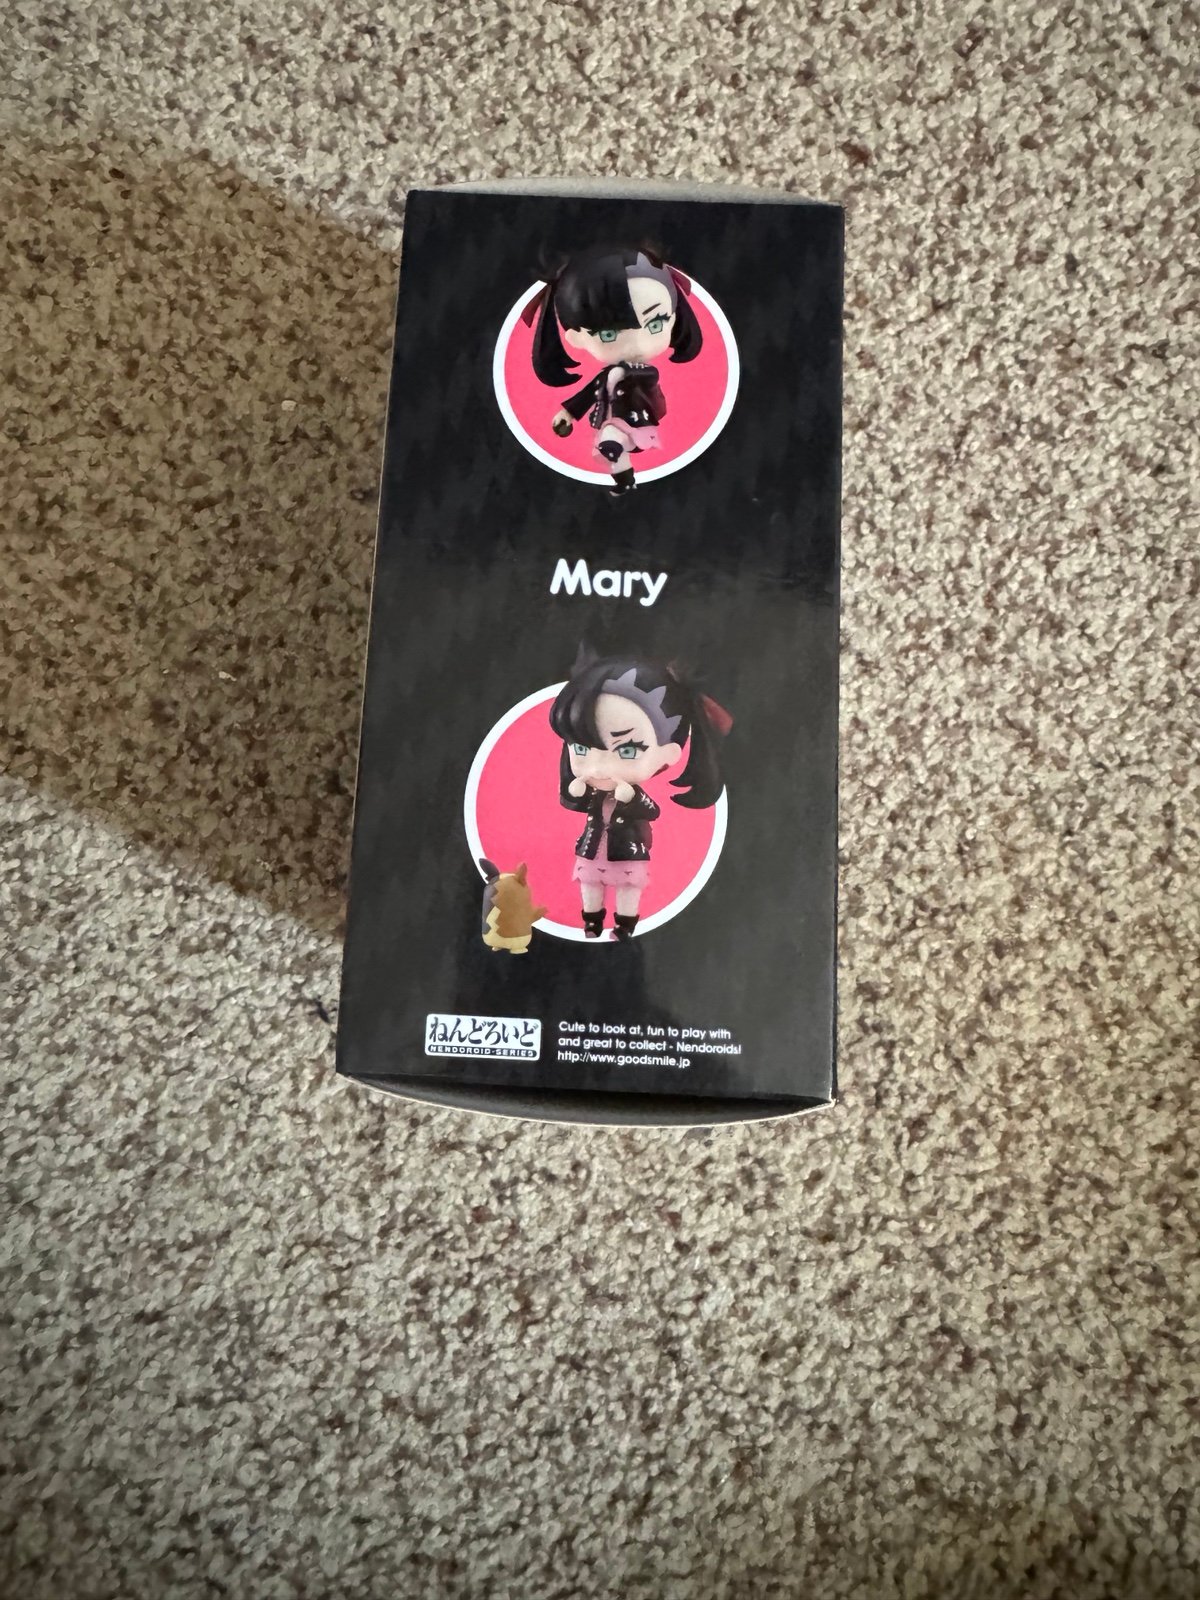 Mary
ねんどろいど
NENDOROID-SERIES
Cute to look at, fun to play with
and great to collect - Nendoroids!
http://www.goodsmile.jp